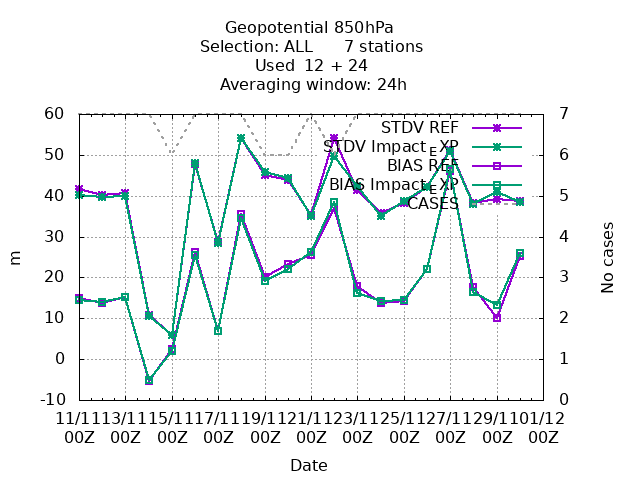 Geopotential 850hPa
Selection: ALL 7 stations
Used 12 + 24
Averaging window: 24h
60 7
STDV REF
50 6
STDV Impact_EXP
BIAS REF
BIAS Impact_EXP
40 5
CASES
30 4
20 3
10 2
0 1
-10 0
m
No cases
11/11 13/11 15/11 17/11 19/11 21/11 23/11 25/11 27/11 29/11 01/12
00Z 00Z 00Z 00Z 00Z 00Z 00Z 00Z 00Z 00Z 00Z
Date